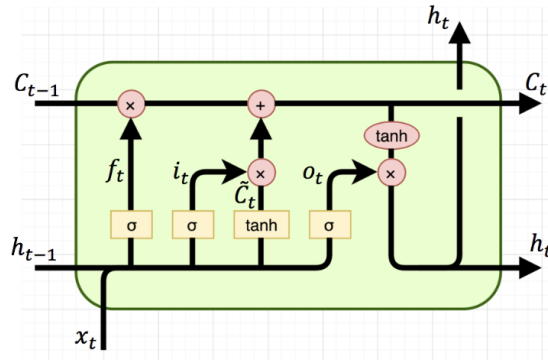 h_t
C_{t-1} × + C_t
tanh
f_t i_t × o_t ×
C̃_t
σ σ tanh σ
h_{t-1} h_t
x_t